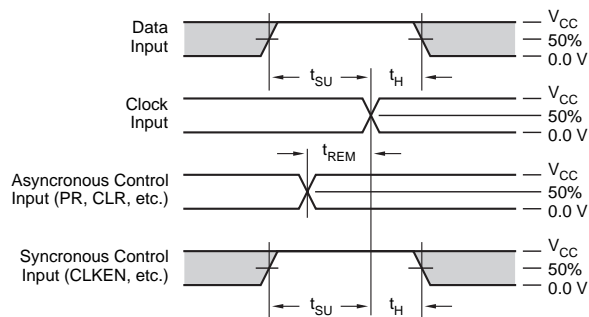 Data
Input
V_CC
50%
0.0 V
t_SU
t_H
Clock
Input
V_CC
50%
0.0 V
t_REM
Asyncronous Control
Input (PR, CLR, etc.)
V_CC
50%
0.0 V
Syncronous Control
Input (CLKEN, etc.)
V_CC
50%
0.0 V
t_SU
t_H